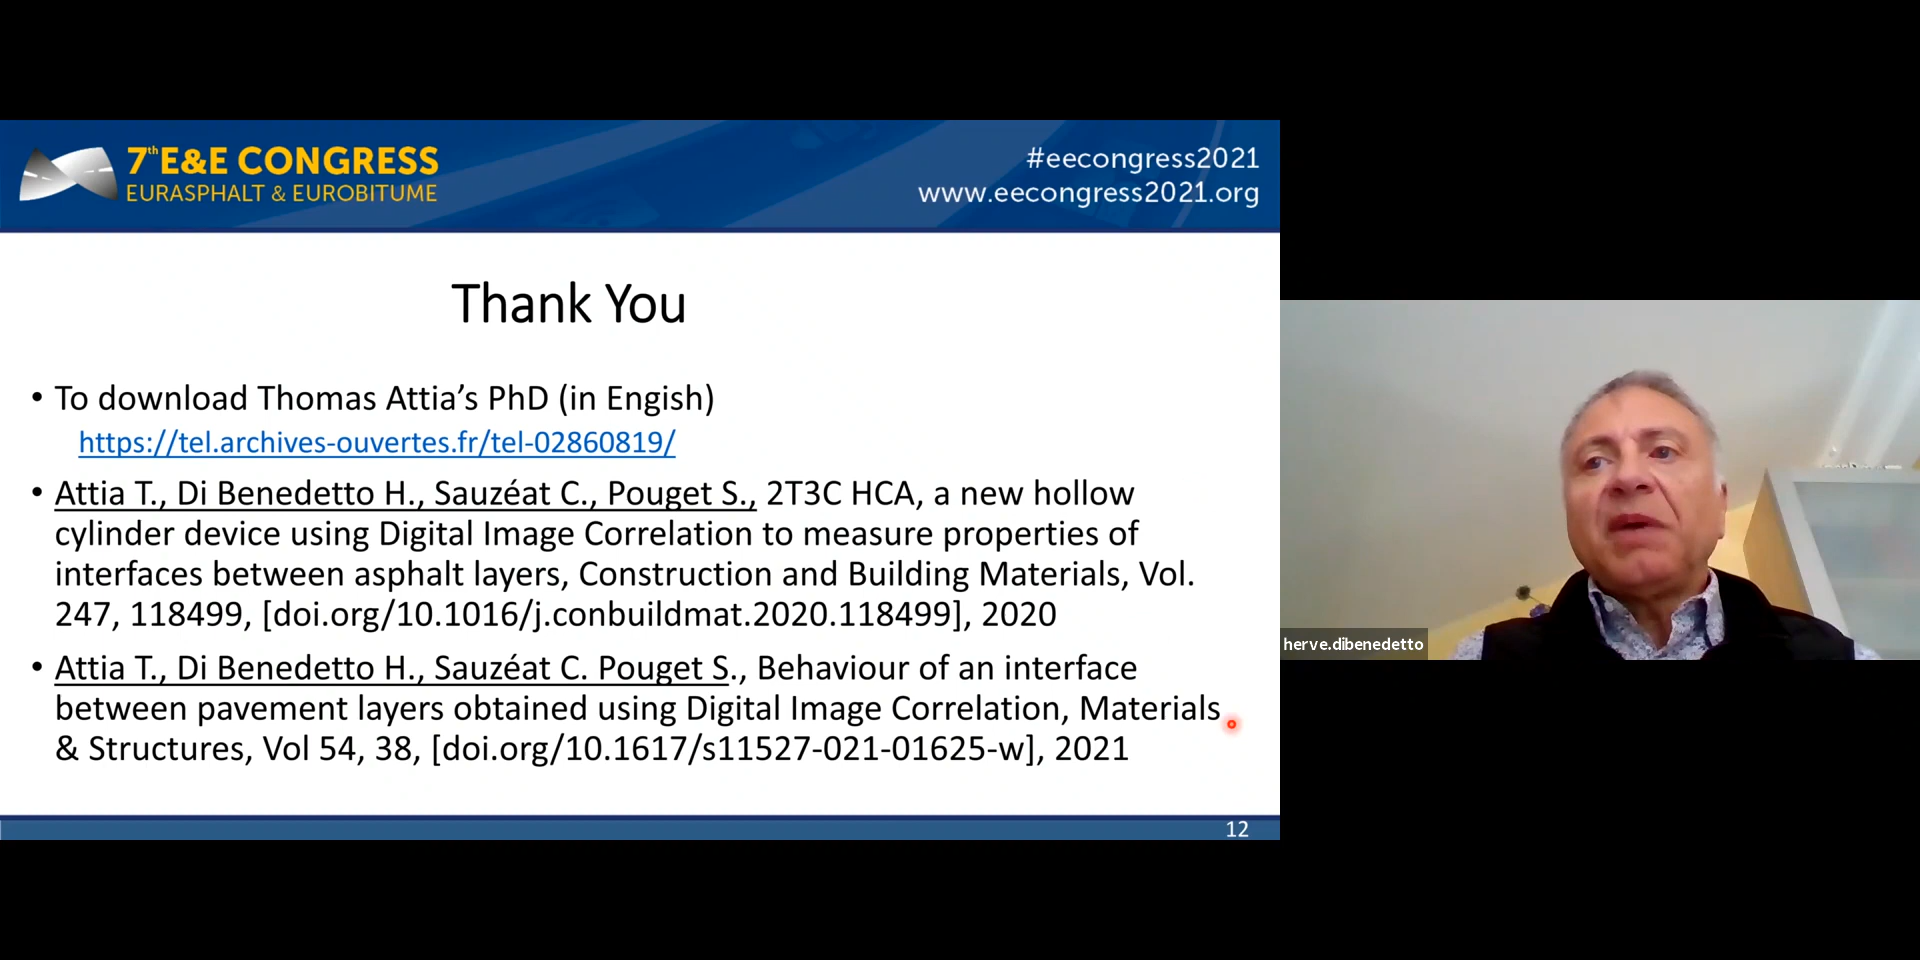 7th E&E CONGRESS
EURASPHALT & EUROBITUME
#eecongress2021
www.eecongress2021.org
Thank You
• To download Thomas Attia’s PhD (in Engish)
https://tel.archives-ouvertes.fr/tel-02860819/
• Attia T., Di Benedetto H., Sauzéat C., Pouget S., 2T3C HCA, a new hollow
cylinder device using Digital Image Correlation to measure properties of
interfaces between asphalt layers, Construction and Building Materials, Vol.
247, 118499, [doi.org/10.1016/j.conbuildmat.2020.118499], 2020
• Attia T., Di Benedetto H., Sauzéat C. Pouget S., Behaviour of an interface
between pavement layers obtained using Digital Image Correlation, Materials
& Structures, Vol 54, 38, [doi.org/10.1617/s11527-021-01625-w], 2021
12
herve.dibenedetto